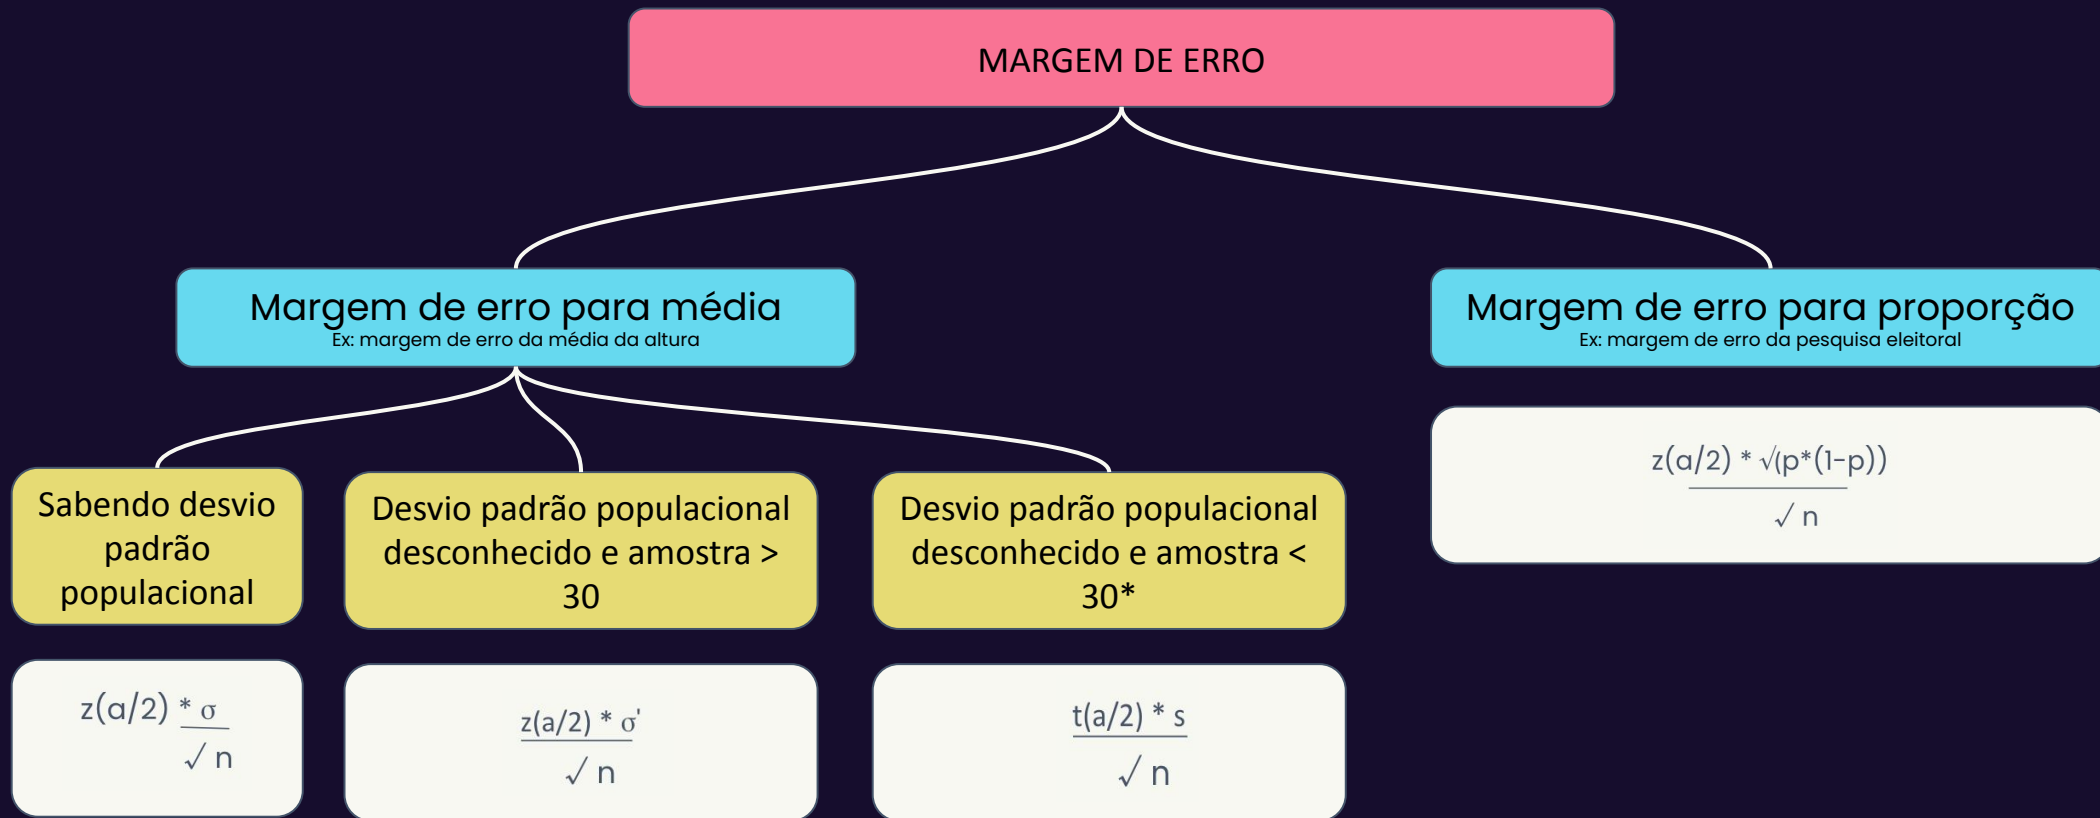 MARGEM DE ERRO
Margem de erro para média
Ex: margem de erro da média da altura
Margem de erro para proporção
Ex: margem de erro da pesquisa eleitoral
z(a/2) * √(p*(1-p))
√ n
Sabendo desvio
padrão
populacional
z(a/2) * σ
√ n
Desvio padrão populacional
desconhecido e amostra >
30
z(a/2) * σ'
√ n
Desvio padrão populacional
desconhecido e amostra <
30*
t(a/2) * s
√ n